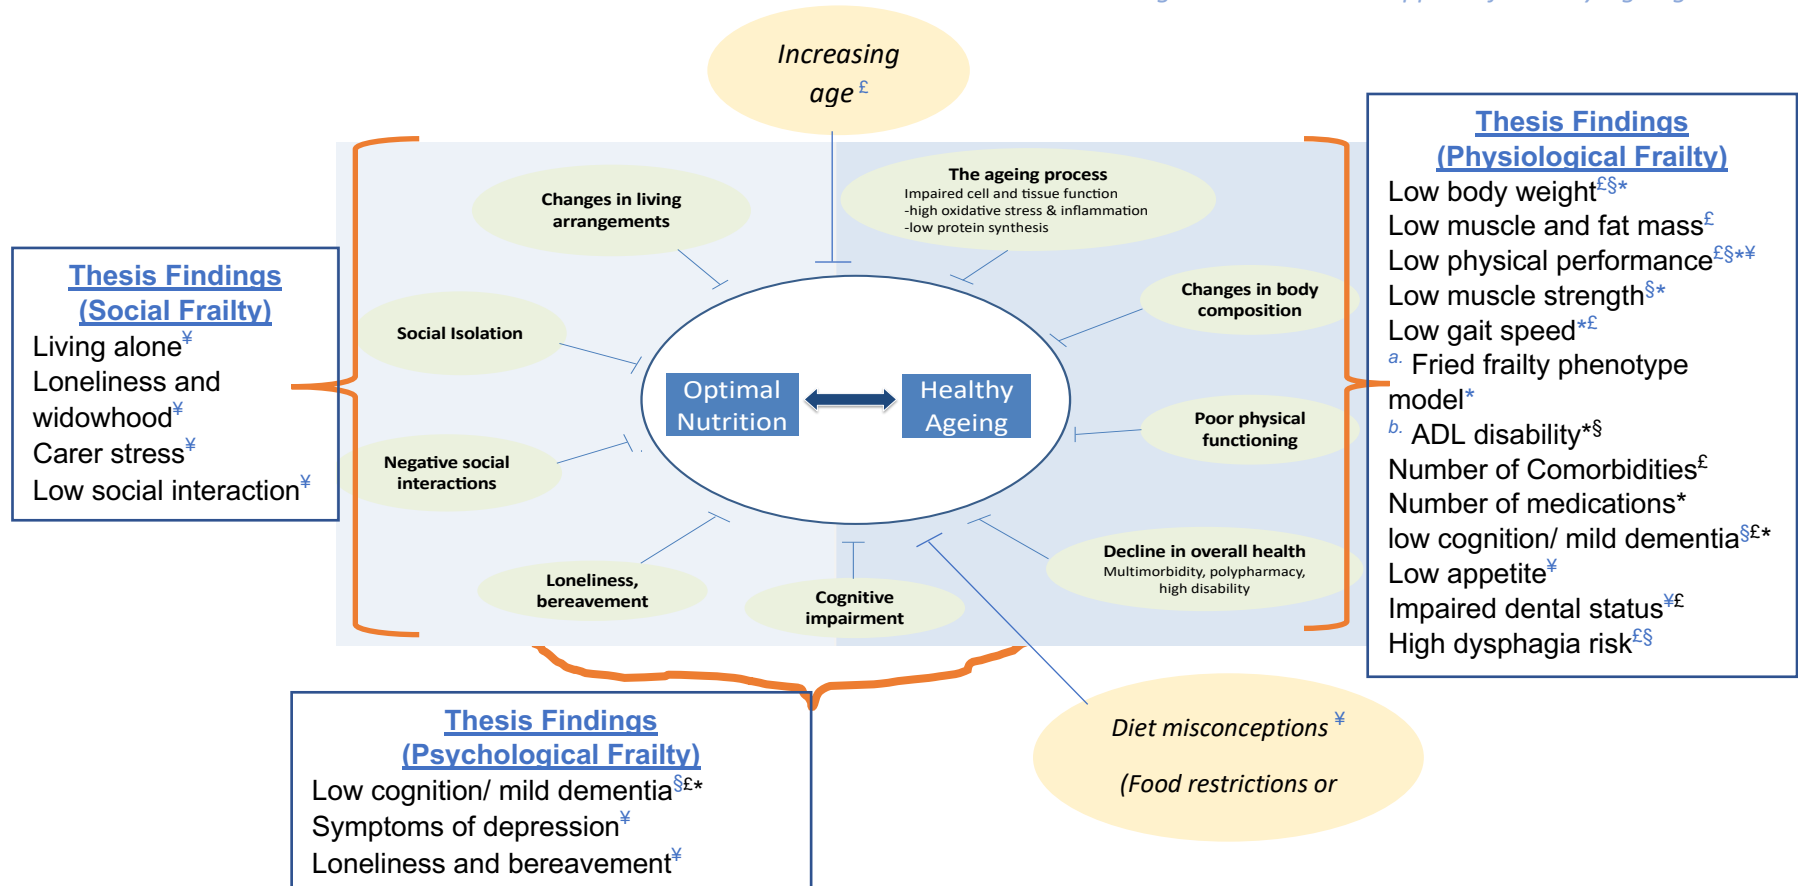 Increasing
age £
Thesis Findings
(Physiological Frailty)
Low body weight£§*
Low muscle and fat mass£
Low physical performance£§*¥
Low muscle strength§*
Low gait speed*£
a. Fried frailty phenotype
model*
b. ADL disability*§
Number of Comorbidities£
Number of medications*
low cognition/ mild dementia§£*
Low appetite¥
Impaired dental status¥£
High dysphagia risk£§
The ageing process
Impaired cell and tissue function
-high oxidative stress & inflammation
-low protein synthesis
Changes in living
arrangements
Thesis Findings
(Social Frailty)
Living alone¥
Loneliness and
widowhood¥
Carer stress¥
Low social interaction¥
Changes in body
composition
Social Isolation
Optimal
Nutrition
Healthy
Ageing
Poor physical
functioning
Negative social
interactions
Decline in overall health
Multimorbidity, polypharmacy,
high disability
Loneliness,
bereavement
Cognitive
impairment
Thesis Findings
(Psychological Frailty)
Low cognition/ mild dementia§£*
Symptoms of depression¥
Loneliness and bereavement¥
Diet misconceptions ¥
(Food restrictions or